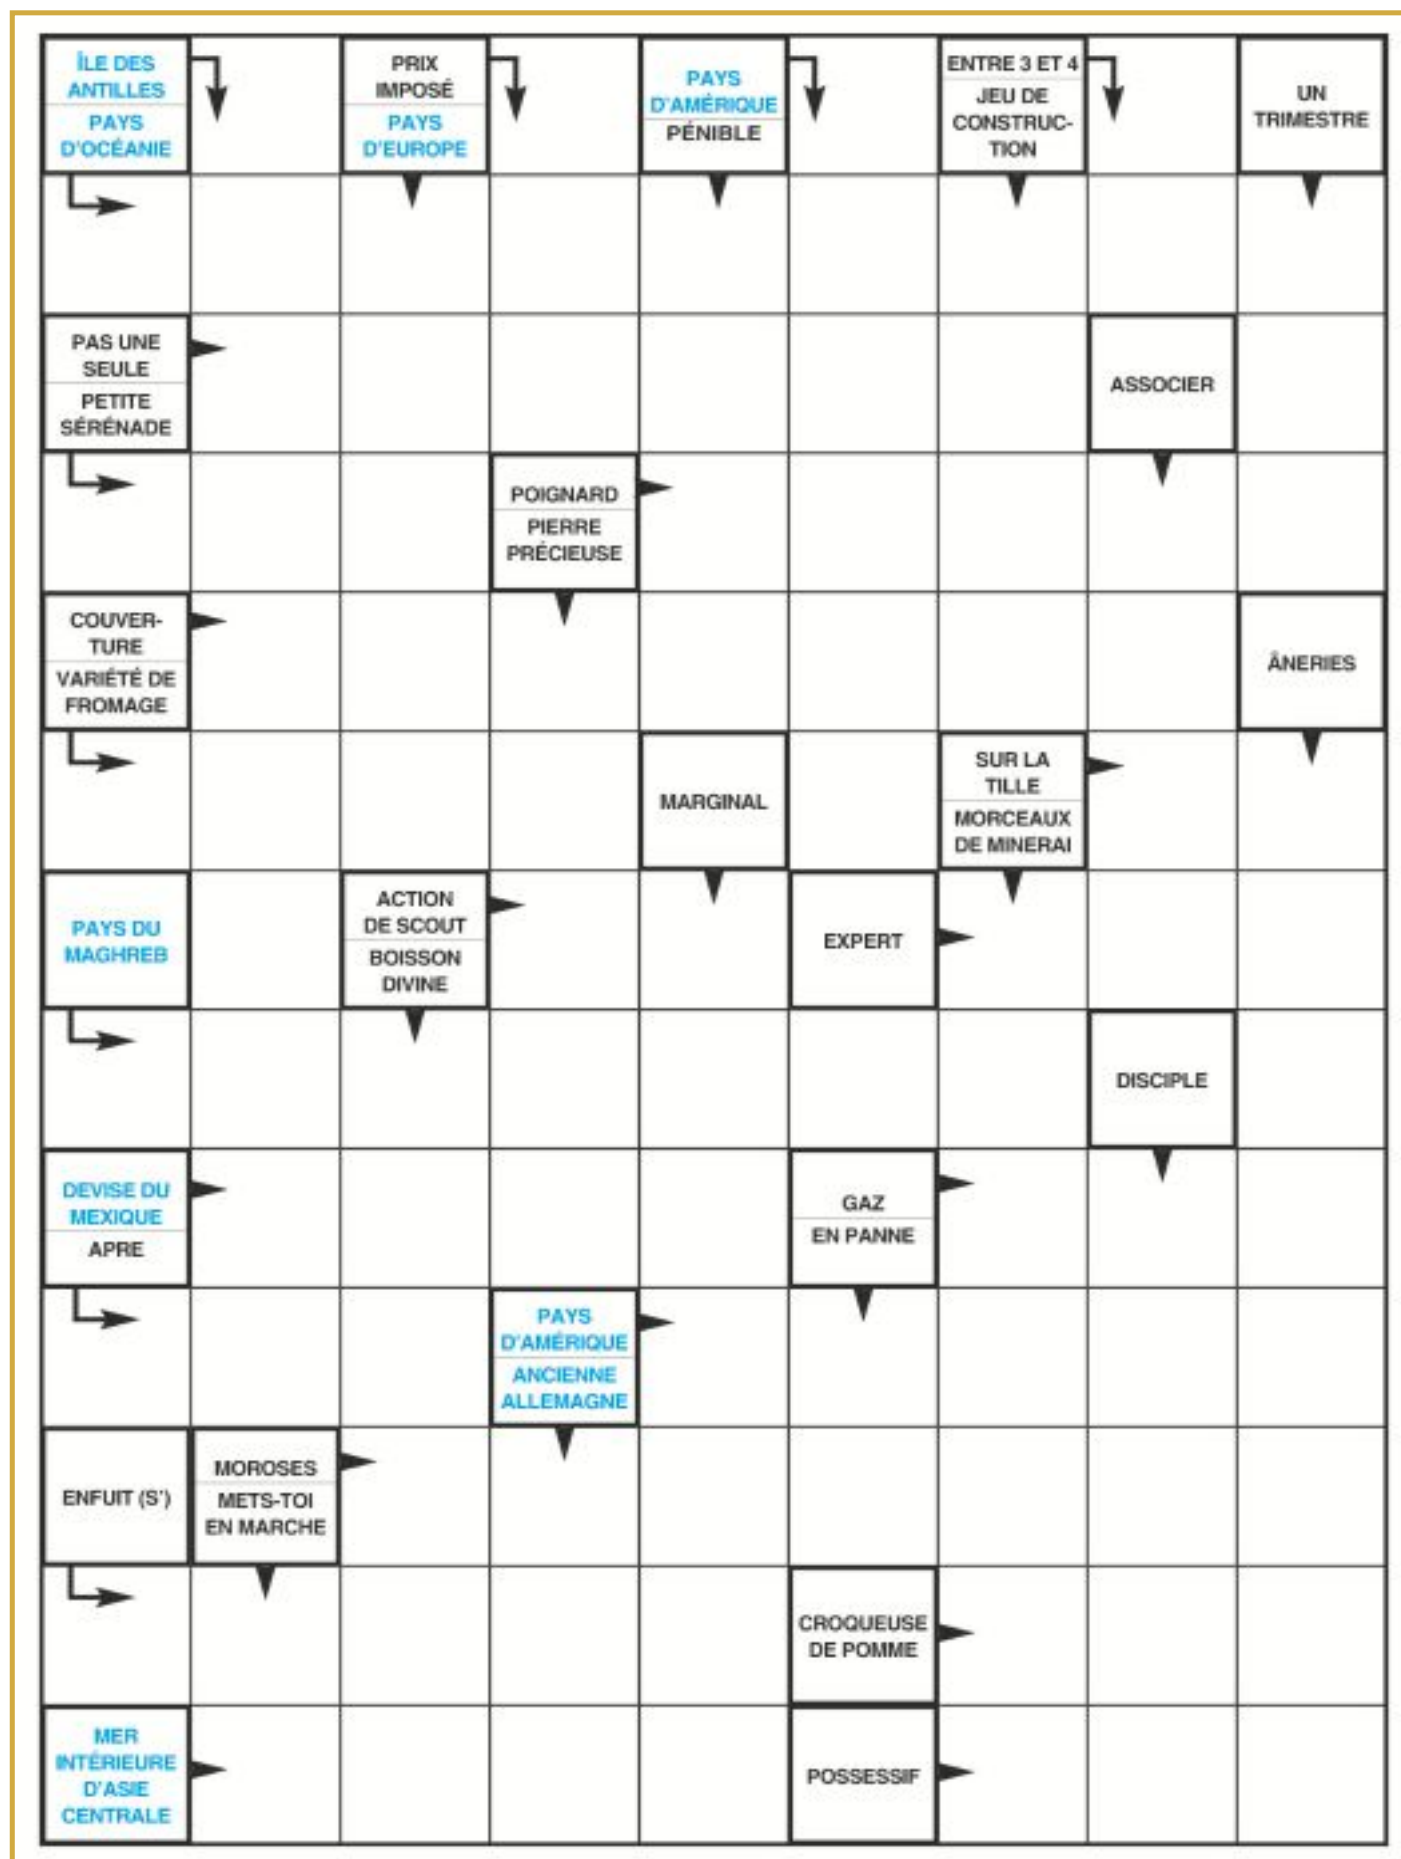 ÎLE DES
ANTILLES
PAYS
D'OCÉANIE
PRIX
IMPOSÉ
PAYS
D'EUROPE
PAYS
D'AMÉRIQUE
PÉNIBLE
ENTRE 3 ET 4
JEU DE
CONSTRUC-
TION
UN
TRIMESTRE
PAS UNE
SEULE
PETITE
SÉRÉNADE
ASSOCIER
POIGNARD
PIERRE
PRÉCIEUSE
COUVER-
TURE
VARIÉTÉ DE
FROMAGE
ÂNERIES
MARGINAL
SUR LA
TILLE
MORCEAUX
DE MINERAI
PAYS DU
MAGHREB
ACTION
DE SCOUT
BOISSON
DIVINE
EXPERT
DISCIPLE
DEVISE DU
MEXIQUE
APRE
GAZ
EN PANNE
PAYS
D'AMÉRIQUE
ANCIENNE
ALLEMAGNE
ENFUIT (S')
MOROSES
METS-TOI
EN MARCHE
CROQUEUSE
DE POMME
MER
INTÉRIEURE
D'ASIE
CENTRALE
POSSESSIF